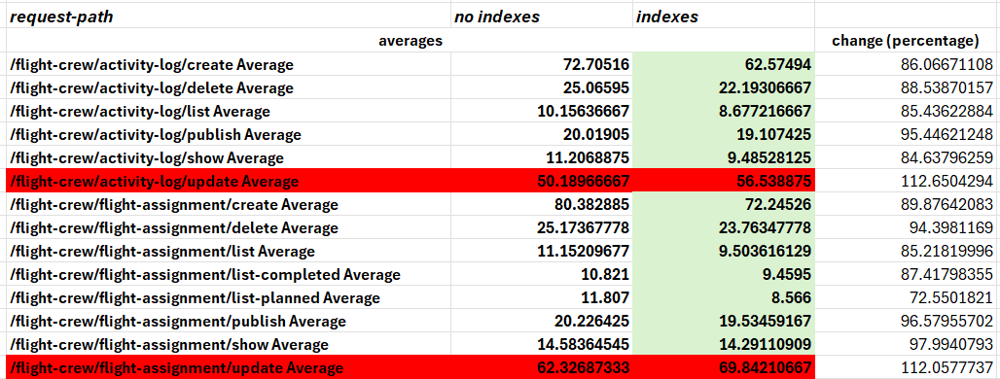 request-path no indexes indexes
averages change (percentage)
/flight-crew/activity-log/create Average 72.70516 62.57494 86.06671108
/flight-crew/activity-log/delete Average 25.06595 22.19306667 88.53870157
/flight-crew/activity-log/list Average 10.15636667 8.677216667 85.43622884
/flight-crew/activity-log/publish Average 20.01905 19.107425 95.44621248
/flight-crew/activity-log/show Average 11.2068875 9.48528125 84.63796259
/flight-crew/activity-log/update Average 50.18966667 56.538875 112.6504294
/flight-crew/flight-assignment/create Average 80.382885 72.24526 89.87642083
/flight-crew/flight-assignment/delete Average 25.17367778 23.76347778 94.3981169
/flight-crew/flight-assignment/list Average 11.15209677 9.503616129 85.21819996
/flight-crew/flight-assignment/list-completed Average 10.821 9.4595 87.41798355
/flight-crew/flight-assignment/list-planned Average 11.807 8.566 72.5501821
/flight-crew/flight-assignment/publish Average 20.226425 19.53459167 96.57955702
/flight-crew/flight-assignment/show Average 14.58364545 14.29110909 97.9940793
/flight-crew/flight-assignment/update Average 62.32687333 69.84210667 112.0577737